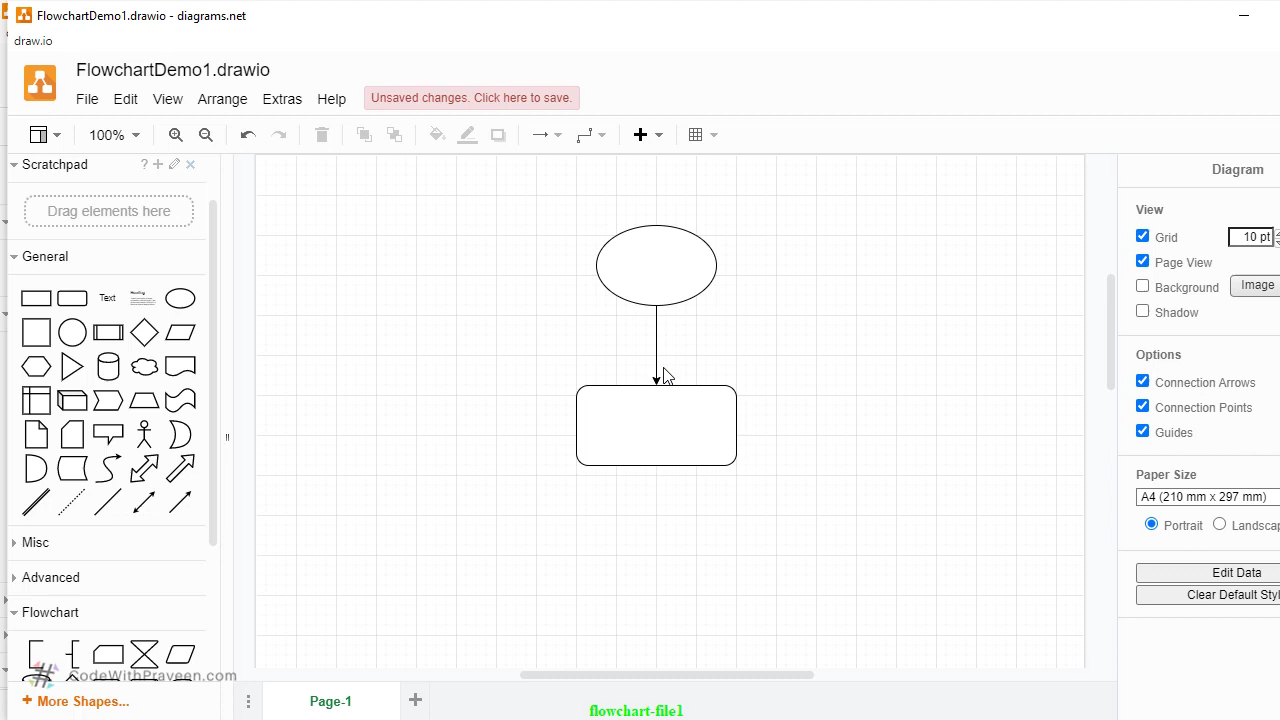 FlowchartDemo1.drawio - diagrams.net
draw.io
FlowchartDemo1.drawio
File Edit View Arrange Extras Help Unsaved changes. Click here to save.
100%
Scratchpad ?
Drag elements here
General
Text
Heading
Misc
Advanced
Flowchart
CodeWithPraveen.com
+ More Shapes...
Page-1
flowchart-file1
Diagram
View
Grid 10 pt
Page View
Background Image
Shadow
Options
Connection Arrows
Connection Points
Guides
Paper Size
A4 (210 mm x 297 mm)
Portrait Landscap
Edit Data
Clear Default Styl